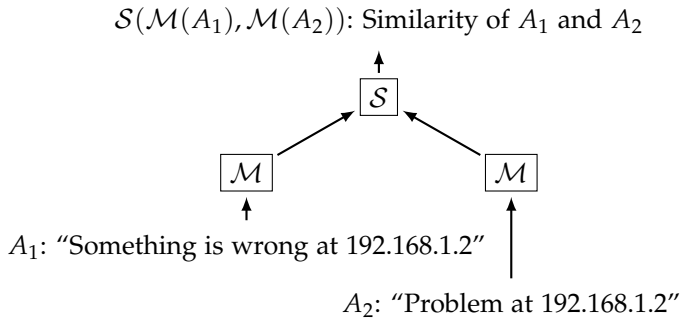 𝒮(ℳ(A₁), ℳ(A₂)): Similarity of A₁ and A₂
𝒮
ℳ ℳ
A₁: “Something is wrong at 192.168.1.2”
A₂: “Problem at 192.168.1.2”